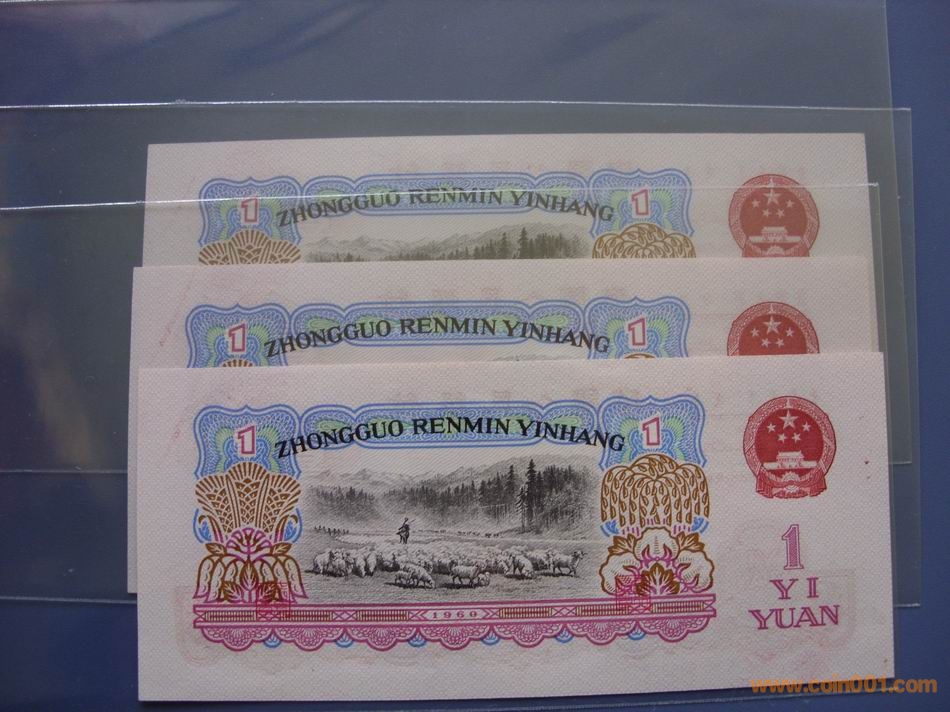 1 ZHONGGUO RENMIN YINHANG 1
1 ZHONGGUO RENMIN YINHANG 1
1 ZHONGGUO RENMIN YINHANG 1
1960
1
YI
YUAN
www.coin001.com